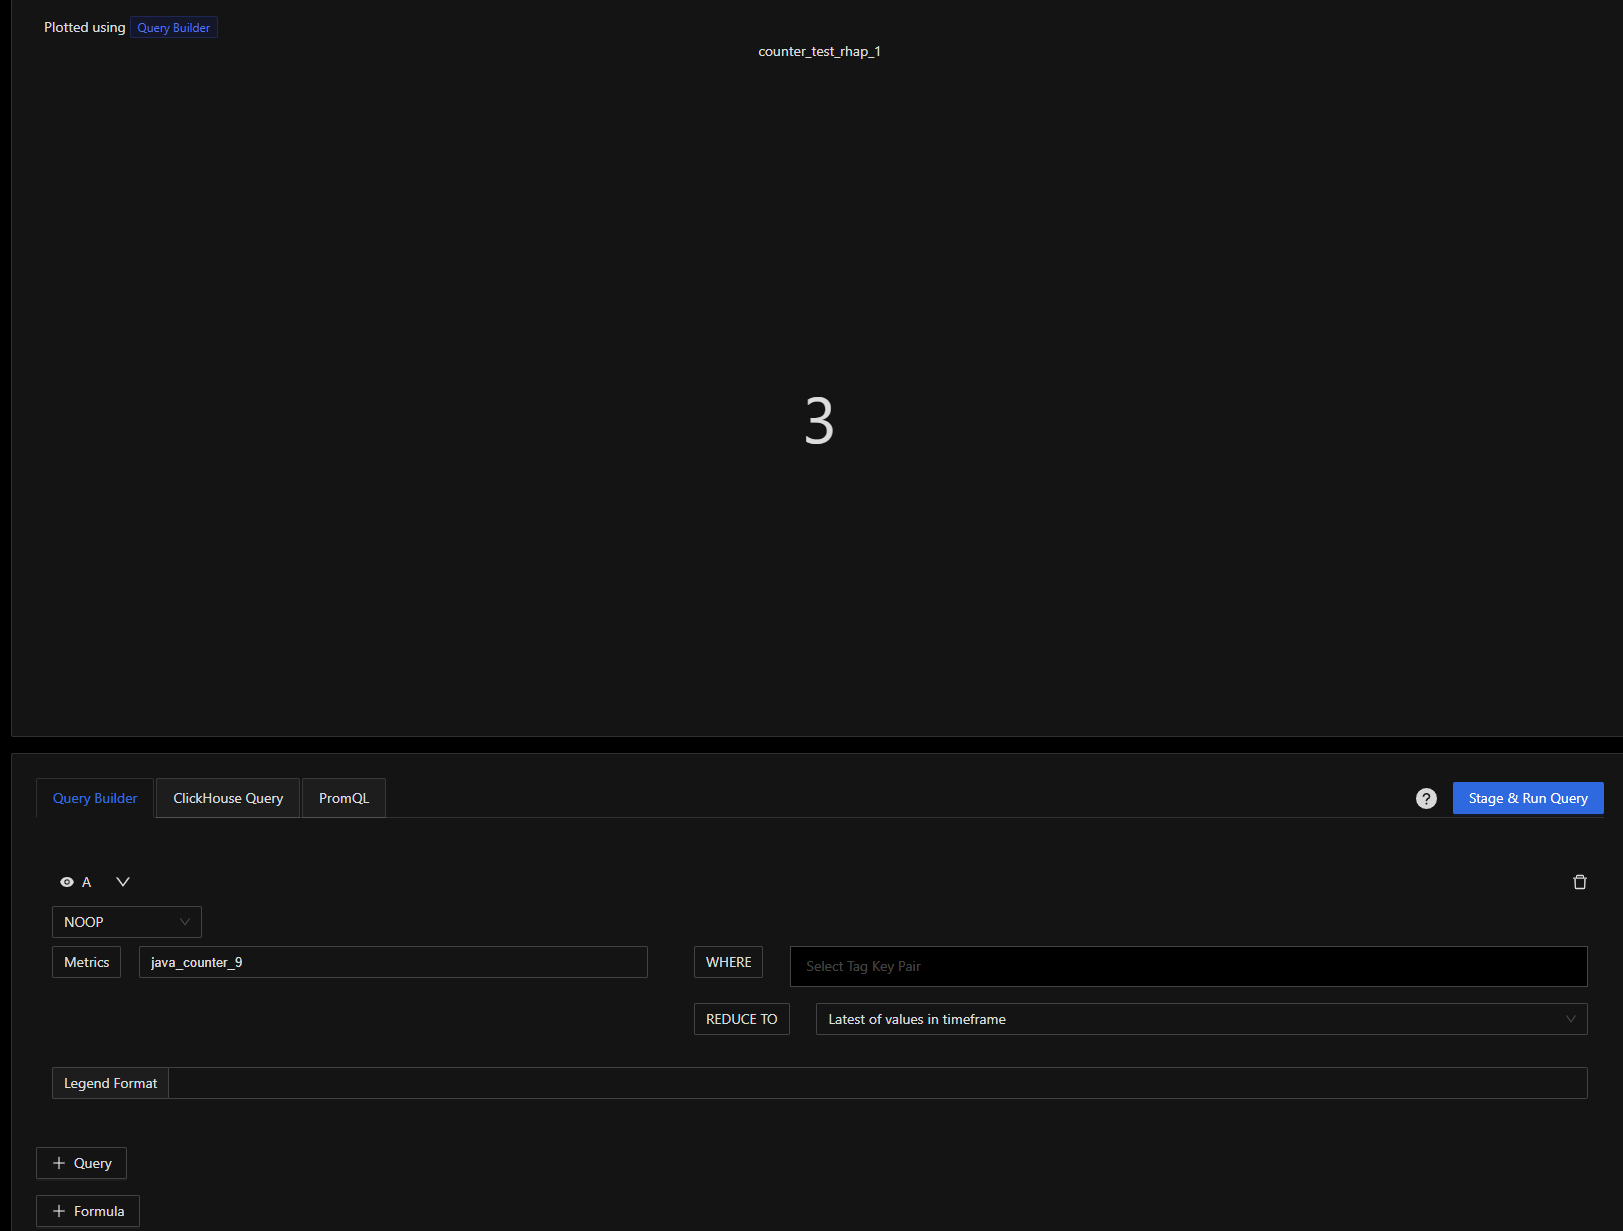 Plotted using Query Builder
counter_test_rhap_1
3
Query Builder ClickHouse Query PromQL ? Stage & Run Query
A
NOOP
Metrics java_counter_9 WHERE Select Tag Key Pair
REDUCE TO Latest of values in timeframe
Legend Format
+ Query
+ Formula